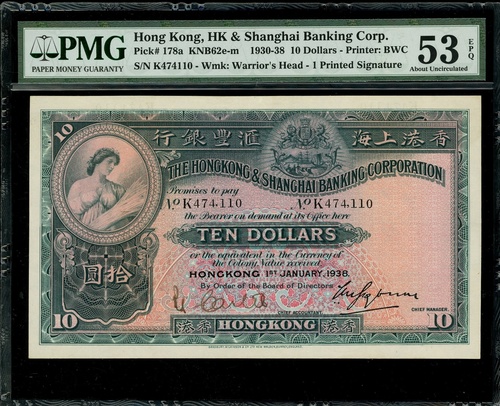 PMG
PAPER MONEY GUARANTY
Hong Kong, HK & Shanghai Banking Corp.
Pick# 178a KNB62e-m 1930-38 10 Dollars - Printer: BWC
S/N K474110 - Wmk: Warrior's Head - 1 Printed Signature
53 EPQ
About Uncirculated
10
行銀豐滙
海上港香
10
THE HONGKONG & SHANGHAI BANKING CORPORATION
Promises to pay
No K474,110
No K474,110
the Bearer on demand at its Office here
TEN DOLLARS
or the equivalent in the Currency of
the Colony, Value received
HONGKONG 1ST JANUARY, 1938.
By Order of the Board of Directors
圓拾
CHIEF ACCOUNTANT.
CHIEF MANAGER.
10
港香
HONGKONG
港香
10